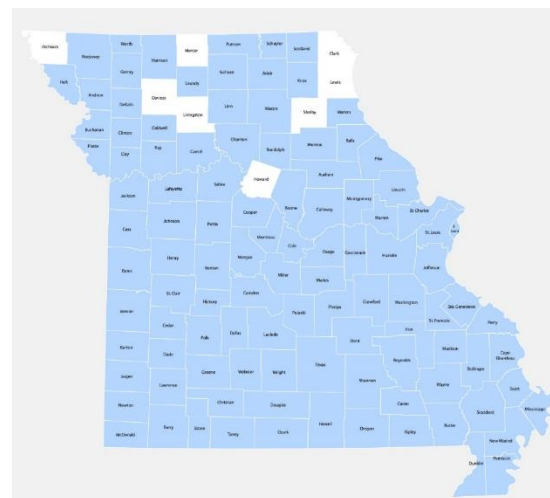 Atchison
Nodaway
Worth
Harrison
Mercer
Putnam
Schuyler
Scotland
Clark
Holt
Gentry
Grundy
Sullivan
Adair
Knox
Lewis
Andrew
DeKalb
Daviess
Livingston
Linn
Macon
Shelby
Marion
Buchanan
Clinton
Caldwell
Platte
Clay
Ray
Carroll
Chariton
Randolph
Monroe
Ralls
Pike
Howard
Audrain
Jackson
Lafayette
Saline
Boone
Callaway
Montgomery
Lincoln
Warren
St Charles
Cooper
Cass
Johnson
Pettis
Moniteau
Cole
Osage
Gasconade
Franklin
St. Louis
Jefferson
Bates
Henry
Benton
Morgan
Miller
Maries
St. Clair
Camden
Vernon
Hickory
Pulaski
Phelps
Crawford
Washington
Ste. Genevieve
St Francois
Perry
Cedar
Polk
Dallas
Laclede
Dent
Iron
Madison
Cape
Girardeau
Barton
Dade
Texas
Reynolds
Bollinger
Jasper
Greene
Webster
Wright
Shannon
Wayne
Scott
Lawrence
Mississippi
Newton
Christian
Douglas
Carter
Stoddard
McDonald
Barry
Stone
Taney
Ozark
Howell
Oregon
Ripley
Butler
New Madrid
Dunklin
Pemiscot